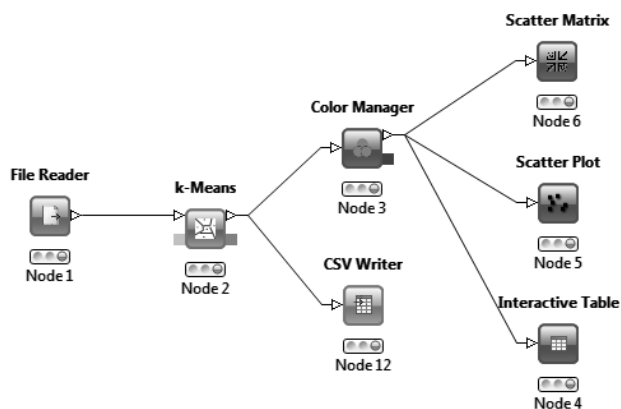 Scatter Matrix
Node 6
Color Manager
Node 3
Scatter Plot
Node 5
File Reader
Node 1
k-Means
Node 2
CSV Writer
Node 12
Interactive Table
Node 4